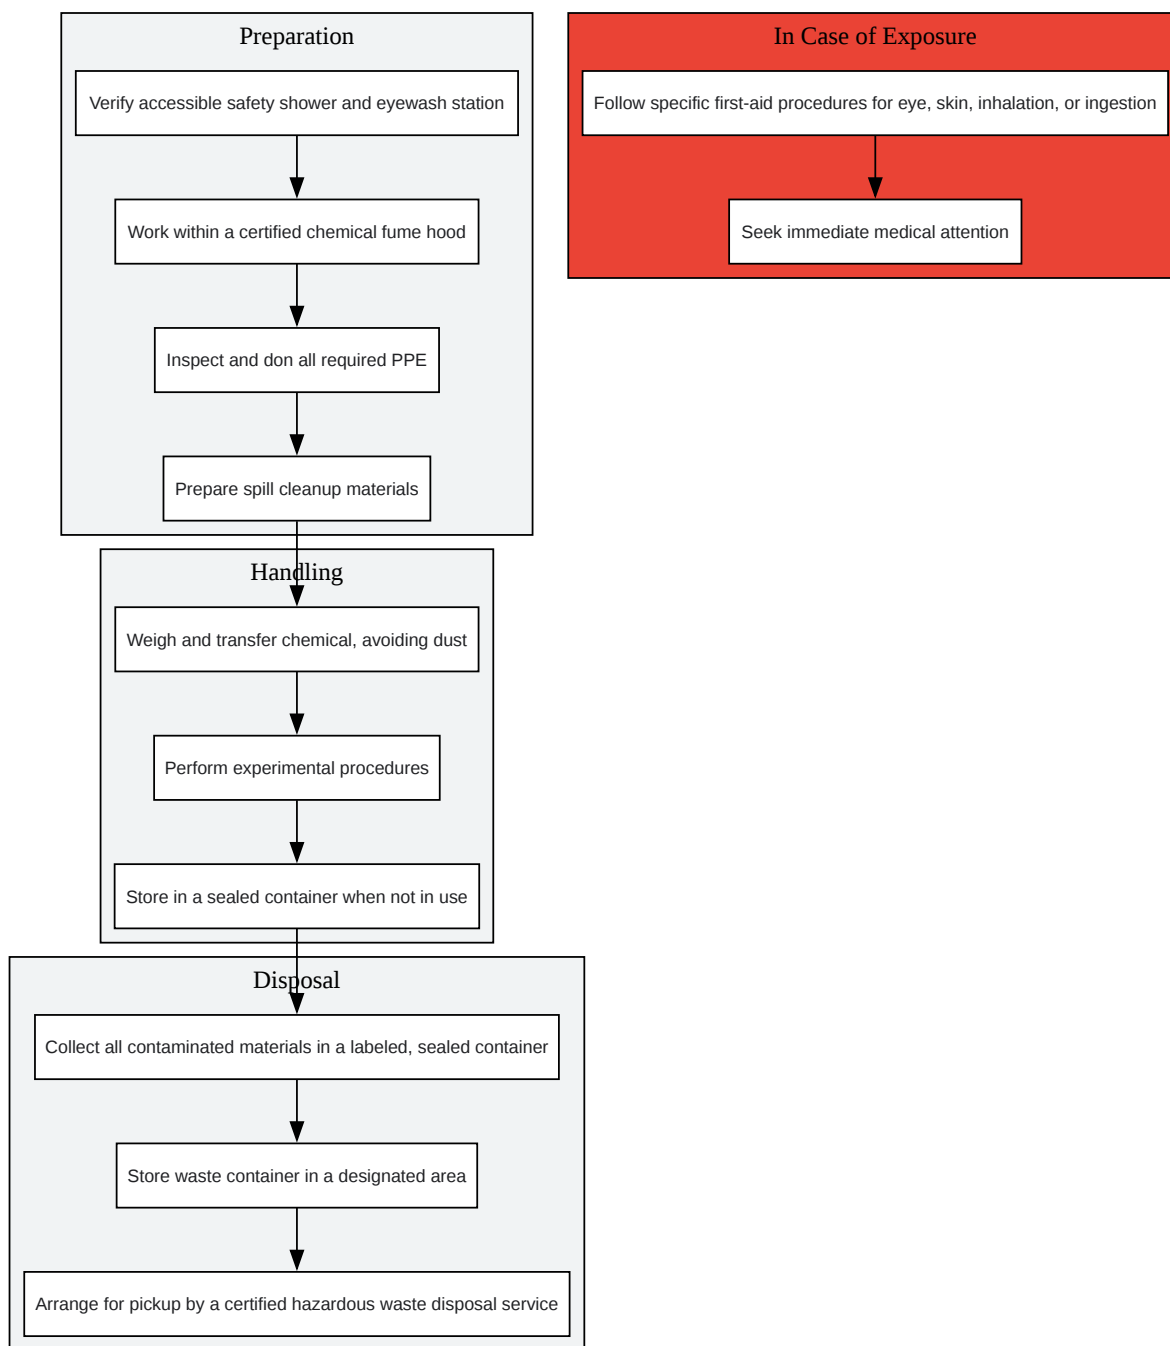 Preparation
Verify accessible safety shower and eyewash station
Work within a certified chemical fume hood
Inspect and don all required PPE
Prepare spill cleanup materials
Handling
Weigh and transfer chemical, avoiding dust
Perform experimental procedures
Store in a sealed container when not in use
Disposal
Collect all contaminated materials in a labeled, sealed container
Store waste container in a designated area
Arrange for pickup by a certified hazardous waste disposal service
In Case of Exposure
Follow specific first-aid procedures for eye, skin, inhalation, or ingestion
Seek immediate medical attention